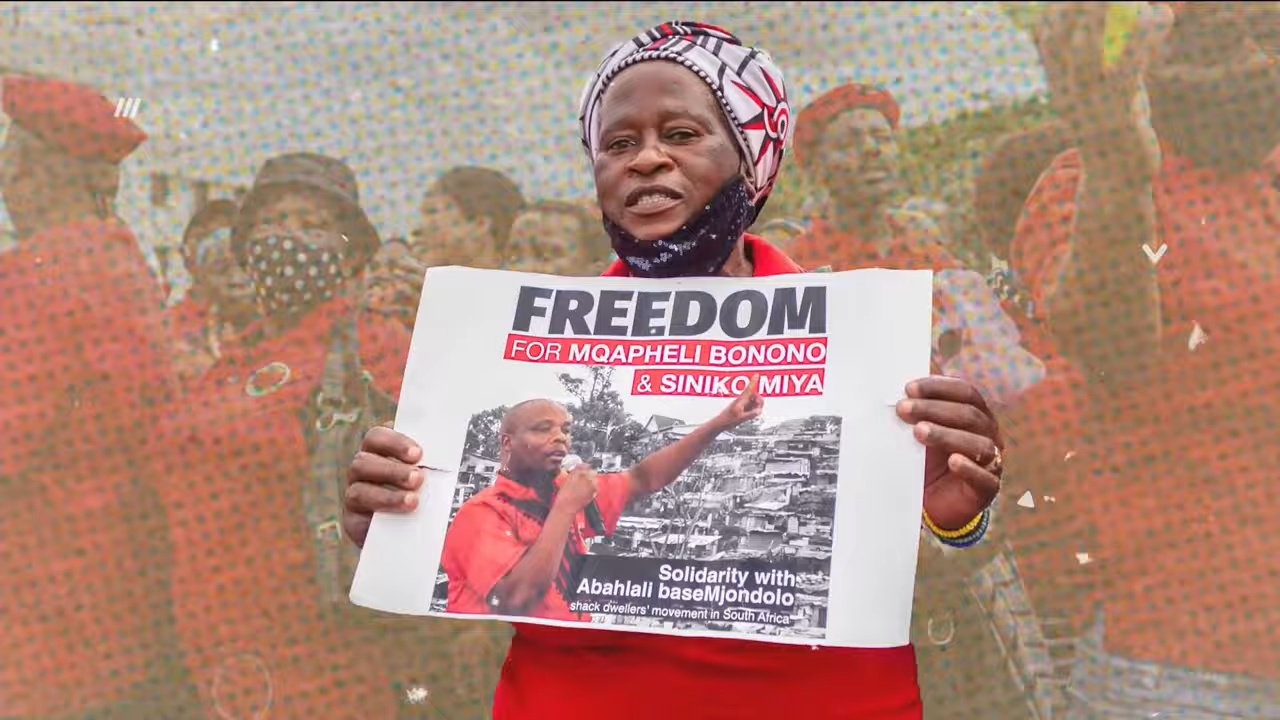 FREEDOM
FOR MQAPHELI BONONO
& SINIKO MIYA
Solidarity with
Abahlali baseMjondolo
shack dwellers' movement in South Africa